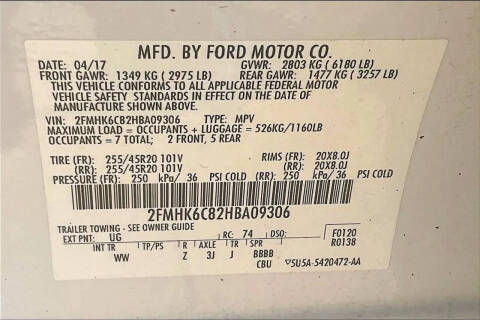 MFD. BY FORD MOTOR CO.
DATE: 04/17 GVWR: 2803 KG ( 6180 LB)
FRONT GAWR: 1349 KG ( 2975 LB) REAR GAWR: 1477 KG ( 3257 LB)
THIS VEHICLE CONFORMS TO ALL APPLICABLE FEDERAL MOTOR
VEHICLE SAFETY STANDARDS IN EFFECT ON THE DATE OF
MANUFACTURE SHOWN ABOVE.
VIN: 2FMHK6C82HBA09306 TYPE: MPV
MAXIMUM LOAD = OCCUPANTS + LUGGAGE = 526KG/1160LB
OCCUPANTS = 7 TOTAL: 2 FRONT, 5 REAR
TIRE (FR): 255/45R20 101V RIMS (FR): 20X8.0J
(RR): 255/45R20 101V (RR): 20X8.0J
PRESSURE (FR): 250 kPa/ 36 PSI COLD (RR): 250 kPa/ 36 PSI COLD
2FMHK6C82HBA09306
TRAILER TOWING - SEE OWNER GUIDE
EXT PNT: UG RC: 74 DSO: F0120
INT TR TP/PS R AXLE TR SPR R0138
WW Z 3J J BBBB
CBU VSU5A-5420472-AA